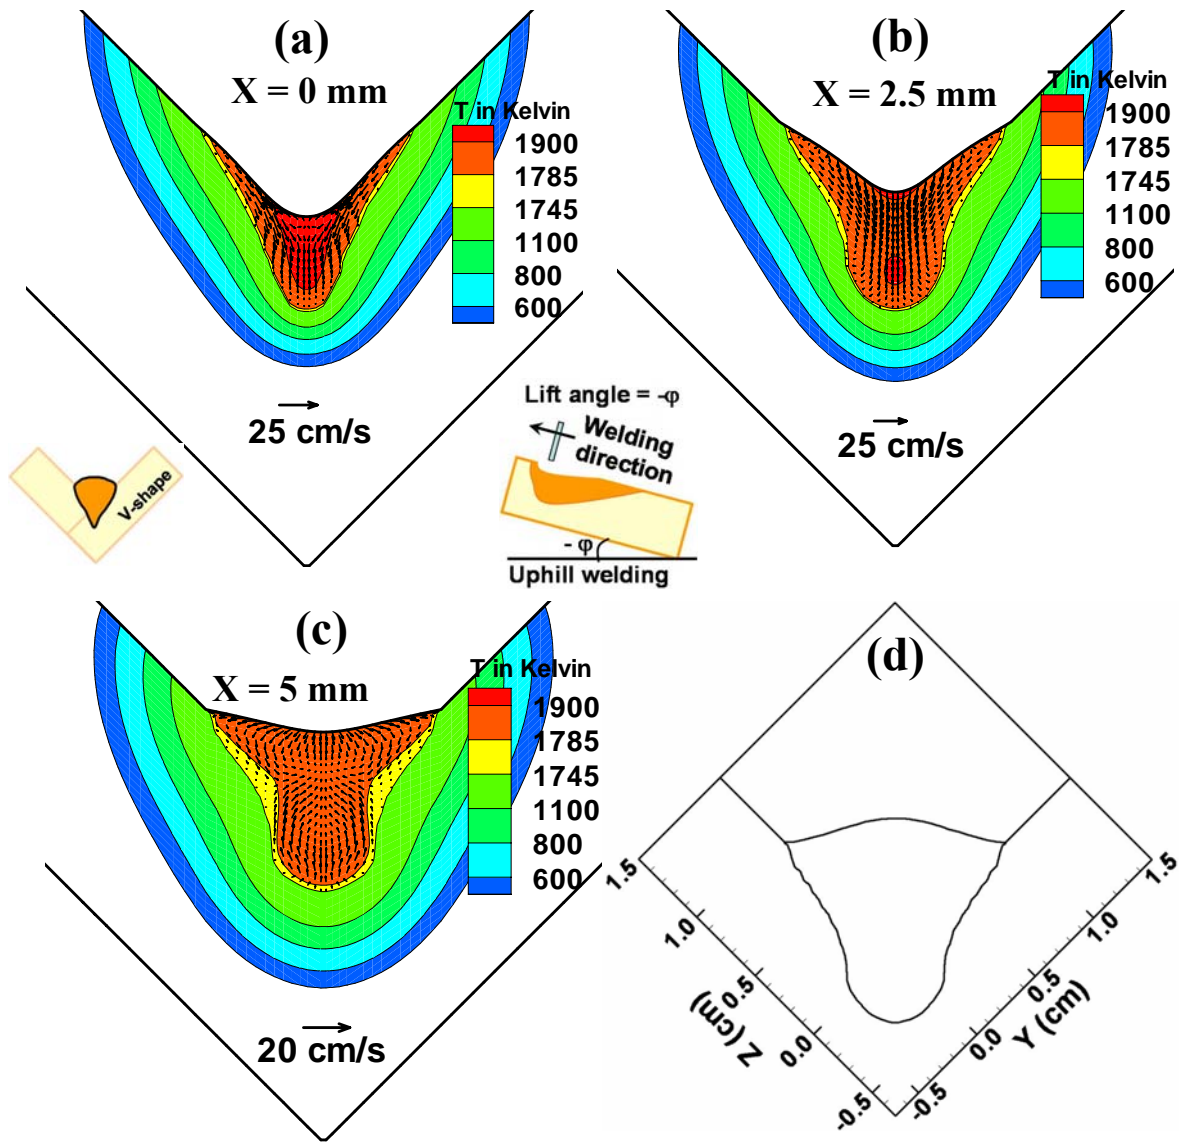 (a)
X = 0 mm
T in Kelvin
1900
1785
1745
1100
800
600
25 cm/s
(b)
X = 2.5 mm
T in Kelvin
1900
1785
1745
1100
800
600
25 cm/s
V-shape
Lift angle = -φ
Welding
direction
- φ
Uphill welding
(c)
X = 5 mm
T in Kelvin
1900
1785
1745
1100
800
600
20 cm/s
(d)
1.5
1.0
0.5
0.0
-0.5
Z (cm)
1.5
1.0
0.5
0.0
-0.5
Y (cm)